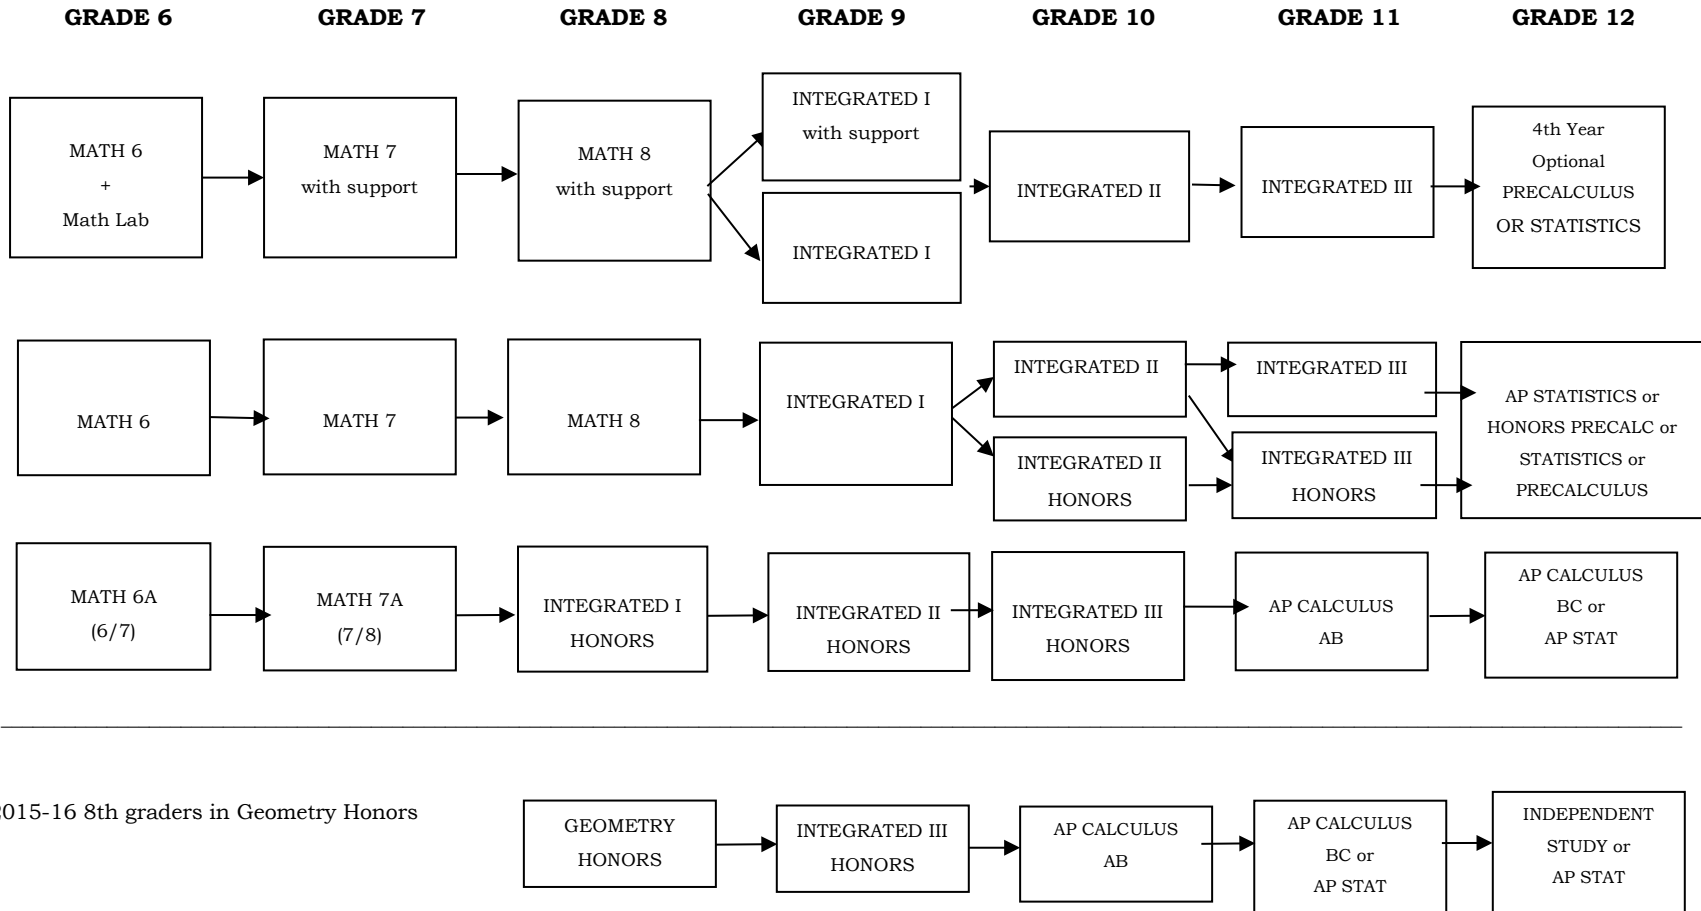 GRADE 6 GRADE 7 GRADE 8 GRADE 9 GRADE 10 GRADE 11 GRADE 12
MATH 6
+
Math Lab
MATH 7
with support
MATH 8
with support
INTEGRATED I
with support
INTEGRATED I
INTEGRATED II
INTEGRATED III
4th Year
Optional
PRECALCULUS
OR STATISTICS
MATH 6
MATH 7
MATH 8
INTEGRATED I
INTEGRATED II
INTEGRATED II
HONORS
INTEGRATED III
INTEGRATED III
HONORS
AP STATISTICS or
HONORS PRECALC or
STATISTICS or
PRECALCULUS
MATH 6A
(6/7)
MATH 7A
(7/8)
INTEGRATED I
HONORS
INTEGRATED II
HONORS
INTEGRATED III
HONORS
AP CALCULUS
AB
AP CALCULUS
BC or
AP STAT
015-16 8th graders in Geometry Honors
GEOMETRY
HONORS
INTEGRATED III
HONORS
AP CALCULUS
AB
AP CALCULUS
BC or
AP STAT
INDEPENDENT
STUDY or
AP STAT